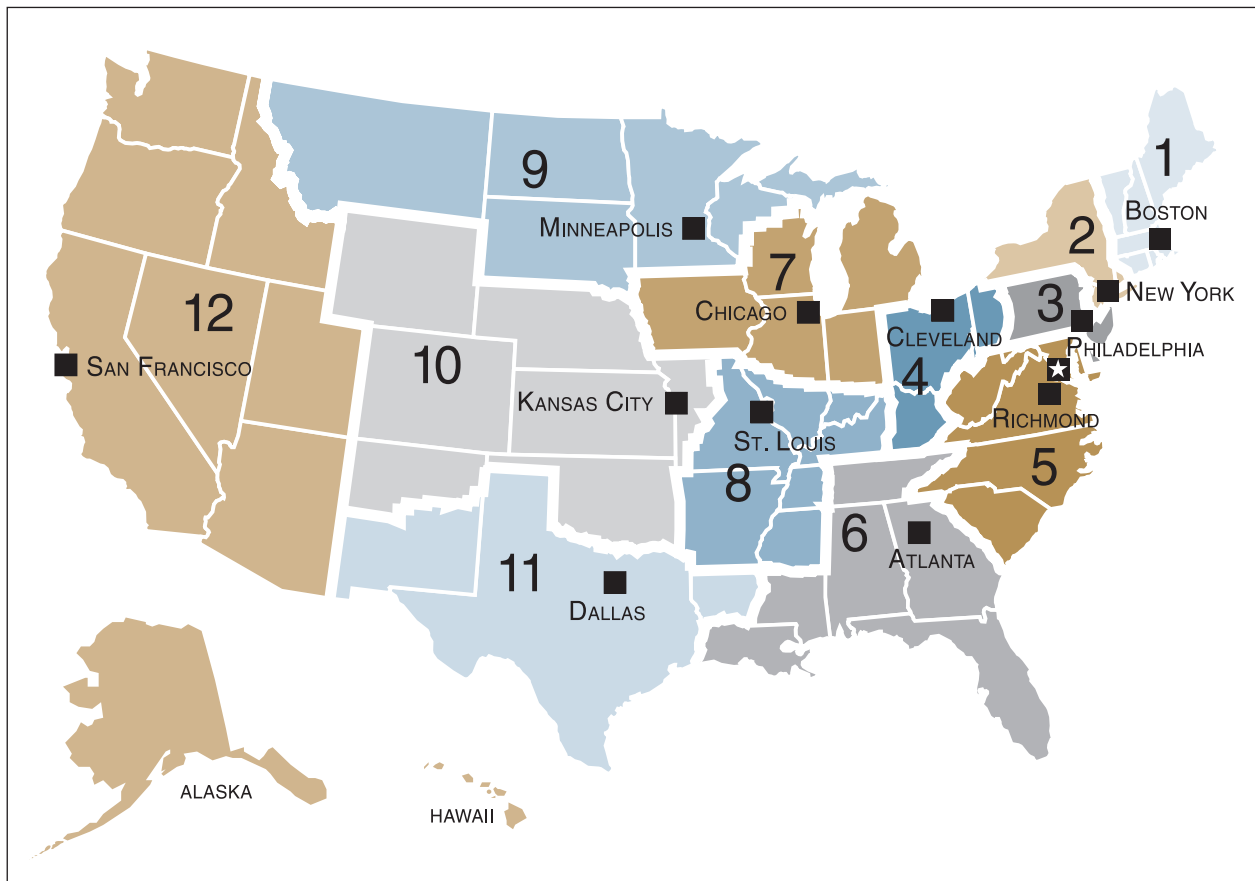 1
BOSTON
9
2
MINNEAPOLIS
7
NEW YORK
3
12
CHICAGO
CLEVELAND
PHILADELPHIA
SAN FRANCISCO
10
4
KANSAS CITY
RICHMOND
ST. LOUIS
5
8
6
ATLANTA
11
DALLAS
ALASKA
HAWAII